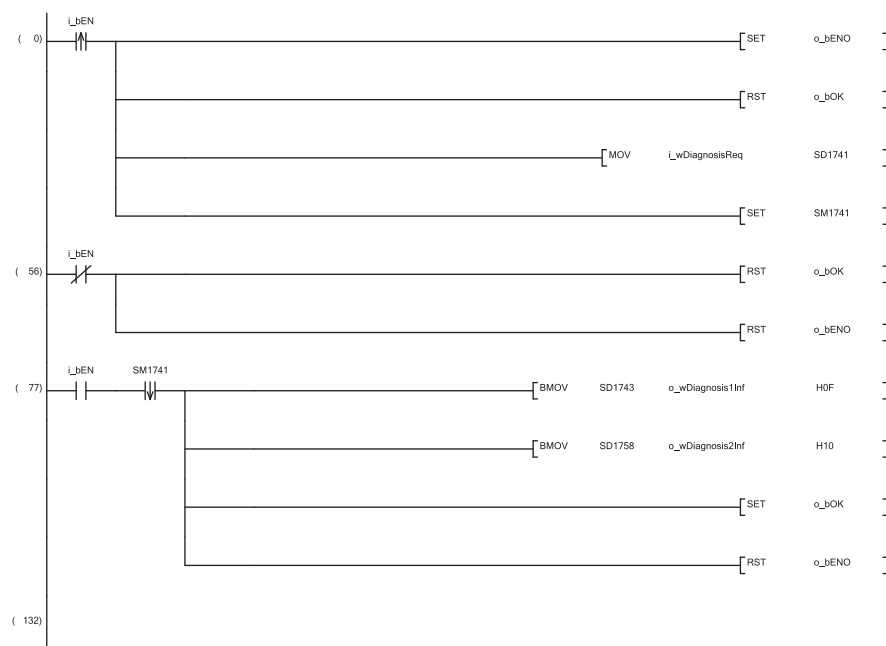 i_bEN
( 0) SET o_bENO
RST o_bOK
MOV i_wDiagnosisReq SD1741
SET SM1741
i_bEN
( 56) RST o_bOK
RST o_bENO
i_bEN SM1741
( 77) BMOV SD1743 o_wDiagnosis1Inf H0F
BMOV SD1758 o_wDiagnosis2Inf H10
SET o_bOK
RST o_bENO
( 132)